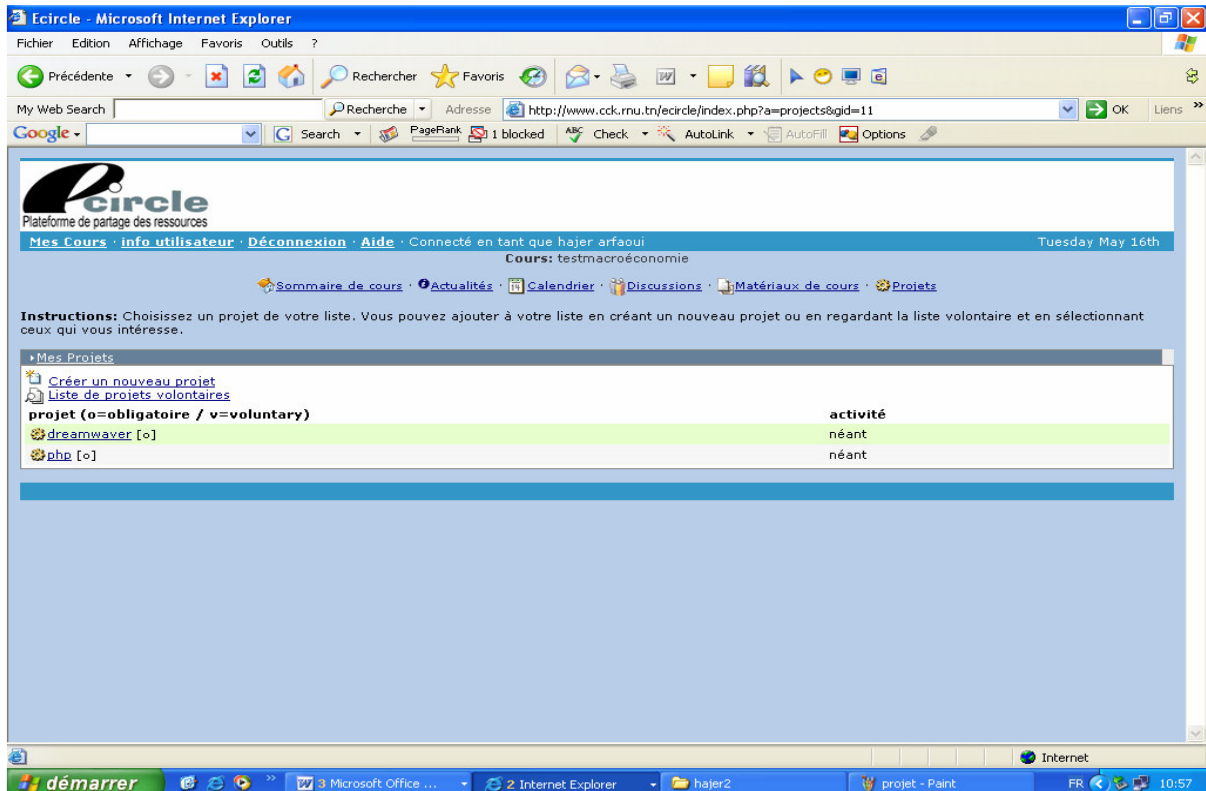 Ecircle - Microsoft Internet Explorer
Fichier Edition Affichage Favoris Outils ?
Précédente Rechercher Favoris
My Web Search Recherche Adresse http://www.cck.rnu.tn/ecircle/index.php?a=projects&gid=11 OK Liens »
Google Search PageRank 1 blocked ABC Check AutoLink AutoFill Options
ecircle
Plateforme de partage des ressources
Mes Cours · info utilisateur · Déconnexion · Aide · Connecté en tant que hajer arfaoui Tuesday May 16th
Cours: testmacroéconomie
Sommaire de cours · Actualités · Calendrier · Discussions · Matériaux de cours · Projets
Instructions: Choisissez un projet de votre liste. Vous pouvez ajouter à votre liste en créant un nouveau projet ou en regardant la liste volontaire et en sélectionnant
ceux qui vous intéresse.
Mes Projets
Créer un nouveau projet
Liste de projets volontaires
projet (o=obligatoire / v=voluntary) activité
dreamwaver [o] néant
php [o] néant
Internet
démarrer » 3 Microsoft Office ... 2 Internet Explorer hajer2 projet - Paint FR 10:57